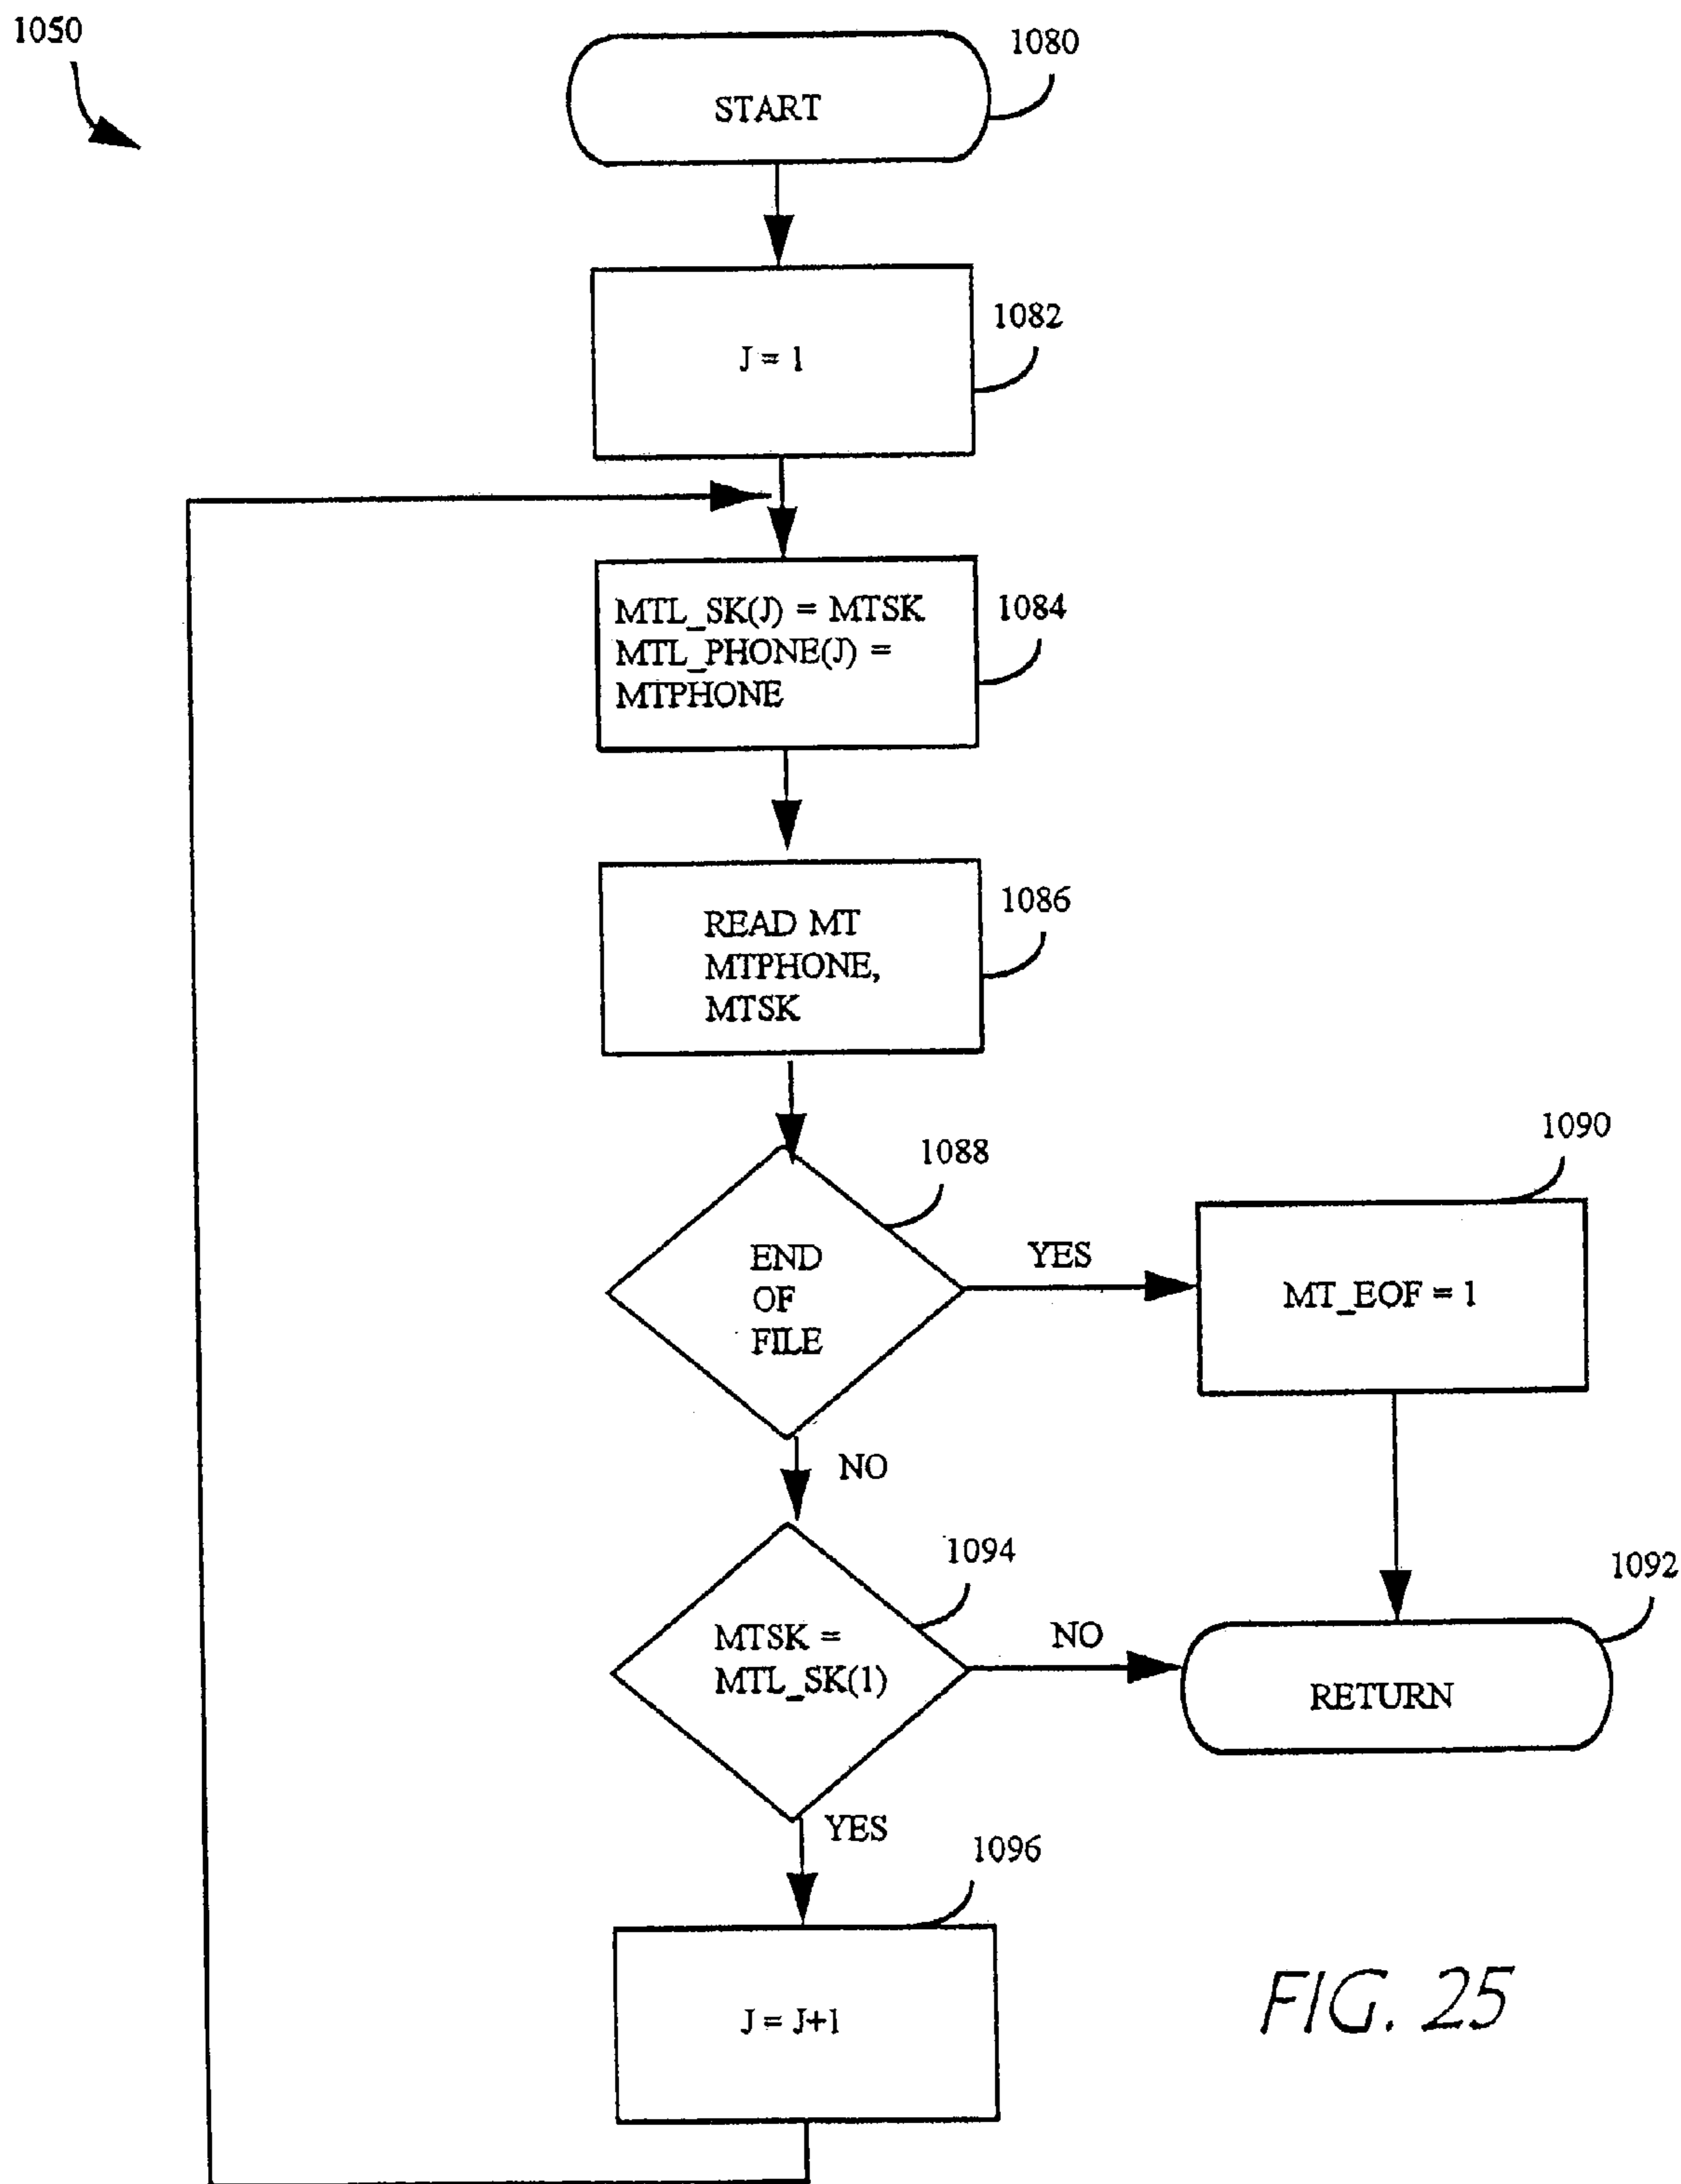 1050
1080
START
1082
J = 1
MTL_SK(J) = MTSK
MTL_PHONE(J) =
MTPHONE
1084
1086
READ MT
MTPHONE,
MTSK
1088
1090
END
OF
FILE
YES
MT_EOF = 1
NO
1094
1092
MTSK =
MTL_SK(1)
NO
RETURN
YES
1096
J = J+1
FIG. 25